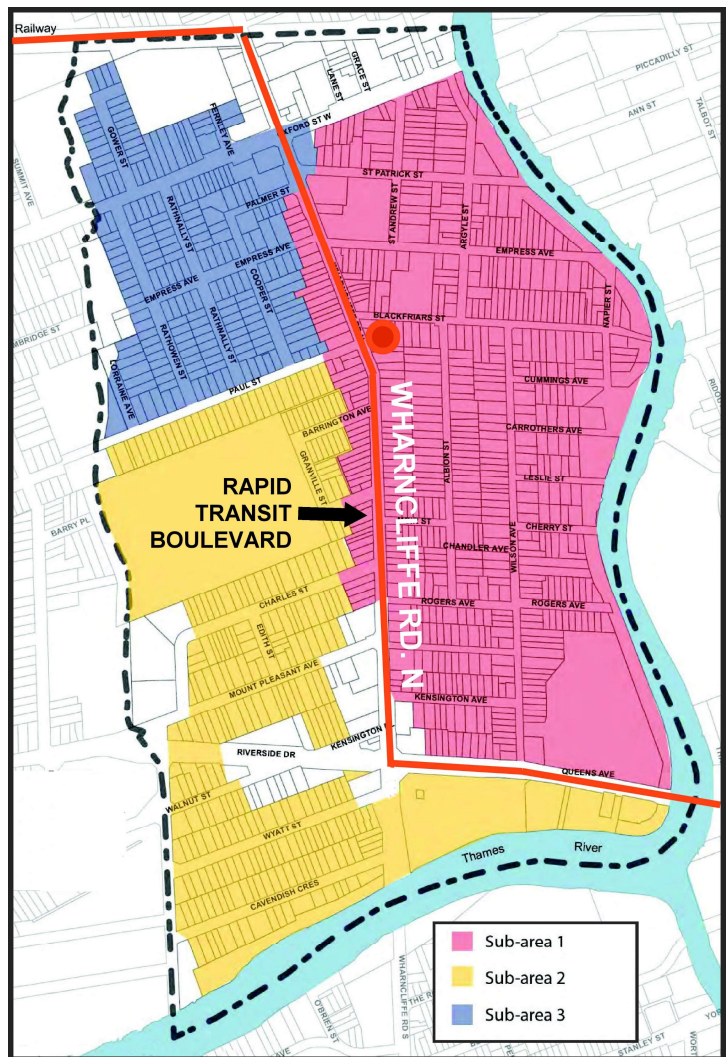 Railway
PICCADILLY ST
GRACE ST
LANE ST
ANN ST
TALBOT ST
OXFORD ST W
FERNLEY AVE
GOWER ST
SUMMIT AVE
ST PATRICK ST
PALMER ST
RATHNALLY ST
ST ANDREW ST
ARGYLE ST
EMPRESS AVE
EMPRESS AVE
EMPRESS AVE
COOPER ST
NAPIER ST
BLACKFRIARS ST
RATHNALLY ST
RATHOWEN ST
LORRAINE AVE
PAUL ST
CUMMINGS AVE
BARRINGTON AVE
CARROTHERS AVE
WHARNCLIFFE RD. N
ALBION ST
GRANVILLE ST
LESLIE ST
RAPID
TRANSIT
BOULEVARD
BARRY PL
CHERRY ST
WILSON AVE
CHANDLER AVE
CHARLES ST
ROGERS AVE
ROGERS AVE
EDITH ST
MOUNT PLEASANT AVE
KENSINGTON AVE
KENSINGTON
RIVERSIDE DR
QUEENS AVE
WALNUT ST
WYATT ST
Thames River
CAVENDISH CRES
WHARNCLIFFE RD S
O'BRIEN ST
STANLEY ST
Sub-area 1
Sub-area 2
Sub-area 3